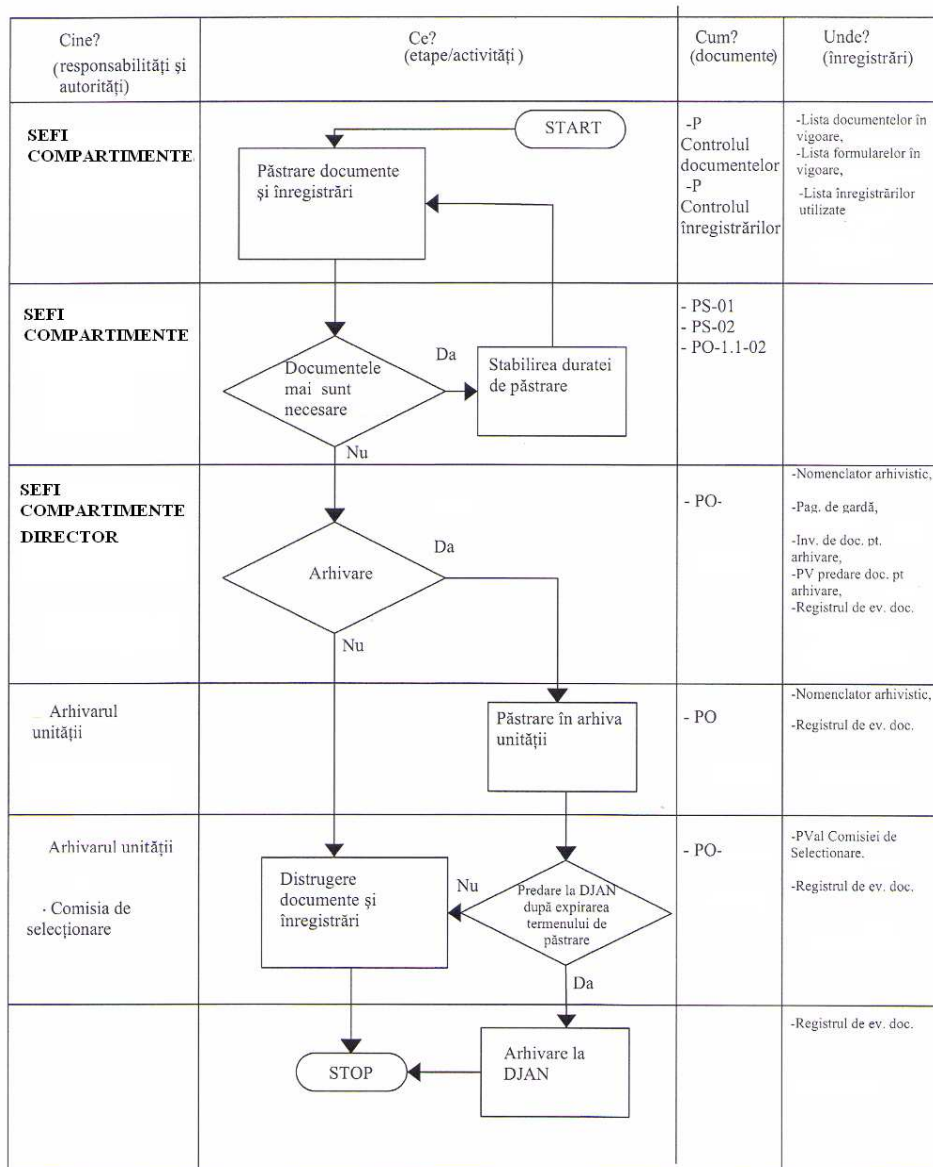 Cine?
(responsabilități și
autorități)
Ce?
(etape/activități)
Cum?
(documente)
Unde?
(înregistrări)
SEFI
COMPARTIMENTE
START
Păstrare documente
și înregistrări
-P
Controlul
documentelor
-P
Controlul
înregistrărilor
-Lista documentelor în
vigoare,
-Lista formularelor în
vigoare,
-Lista înregistrărilor
utilizate
SEFI
COMPARTIMENTE
Documentele
mai sunt
necesare
Da
Stabilirea duratei
de păstrare
Nu
- PS-01
- PS-02
- PO-1.1-02
SEFI
COMPARTIMENTE
DIRECTOR
Arhivare
Da
Nu
- PO-
-Nomenclator arhivistic,
-Pag. de gardă,
-Inv. de doc. pt.
arhivare,
-PV predare doc. pt
arhivare,
-Registrul de ev. doc.
Arhivarul
unității
Păstrare în arhiva
unității
- PO
-Nomenclator arhivistic,
-Registrul de ev. doc.
Arhivarul unității
- Comisia de
selecționare
Distrugere
documente și
înregistrări
Nu
Predare la DJAN
după expirarea
termenului de
păstrare
Da
- PO-
-PVal Comisiei de
Selectionare.
-Registrul de ev. doc.
STOP
Arhivare la
DJAN
-Registrul de ev. doc.